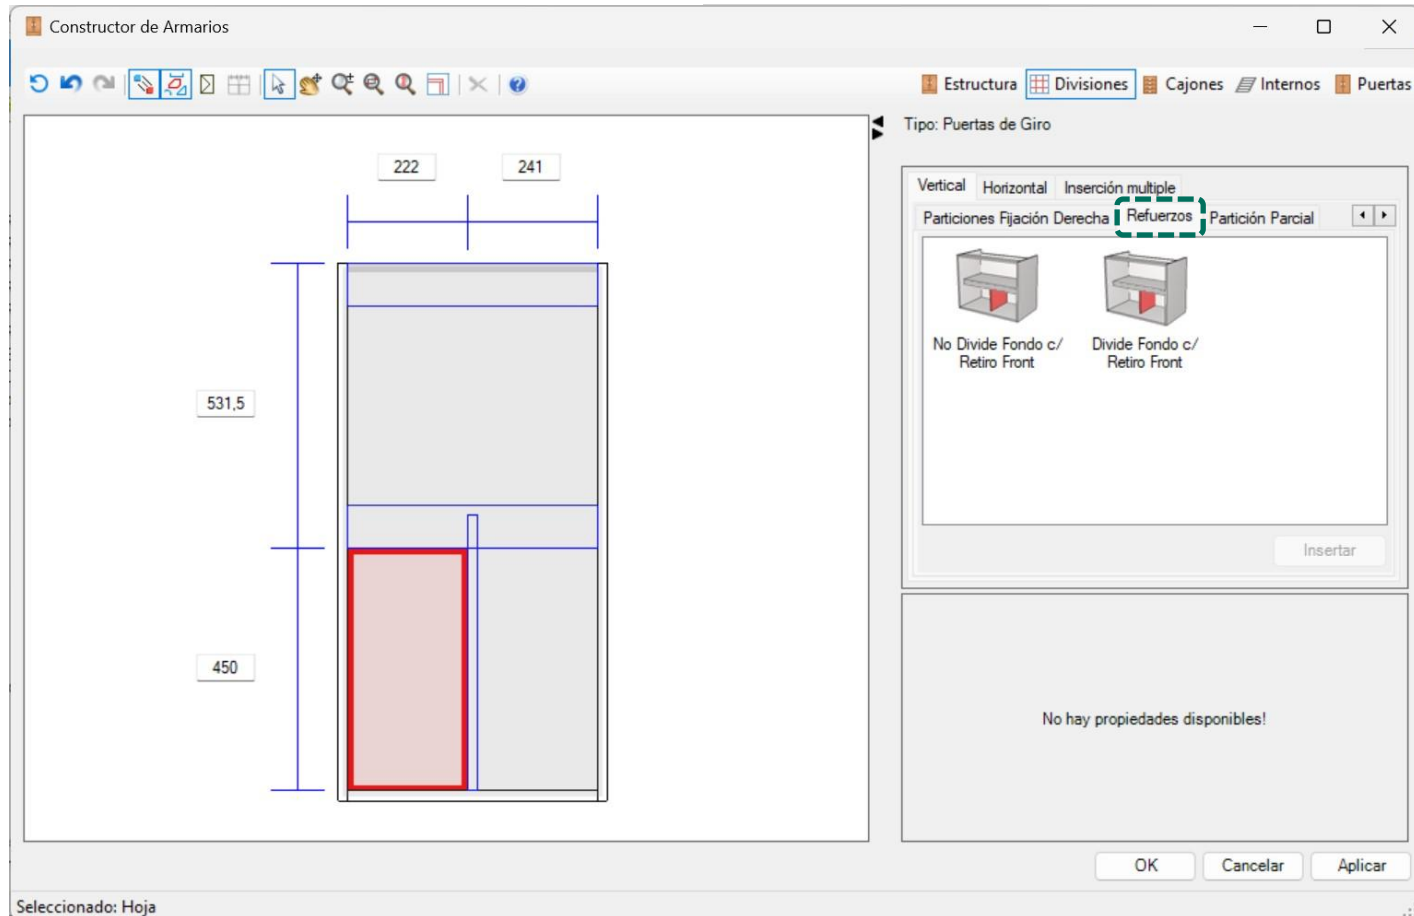 Constructor de Armarios
Estructura Divisiones Cajones Internos Puertas
Tipo: Puertas de Giro
222 241
Vertical Horizontal Inserción multiple
Particiones Fijación Derecha Refuerzos Partición Parcial
No Divide Fondo c/ Divide Fondo c/
Retiro Front Retiro Front
531,5
Insertar
450
No hay propiedades disponibles!
OK Cancelar Aplicar
Seleccionado: Hoja